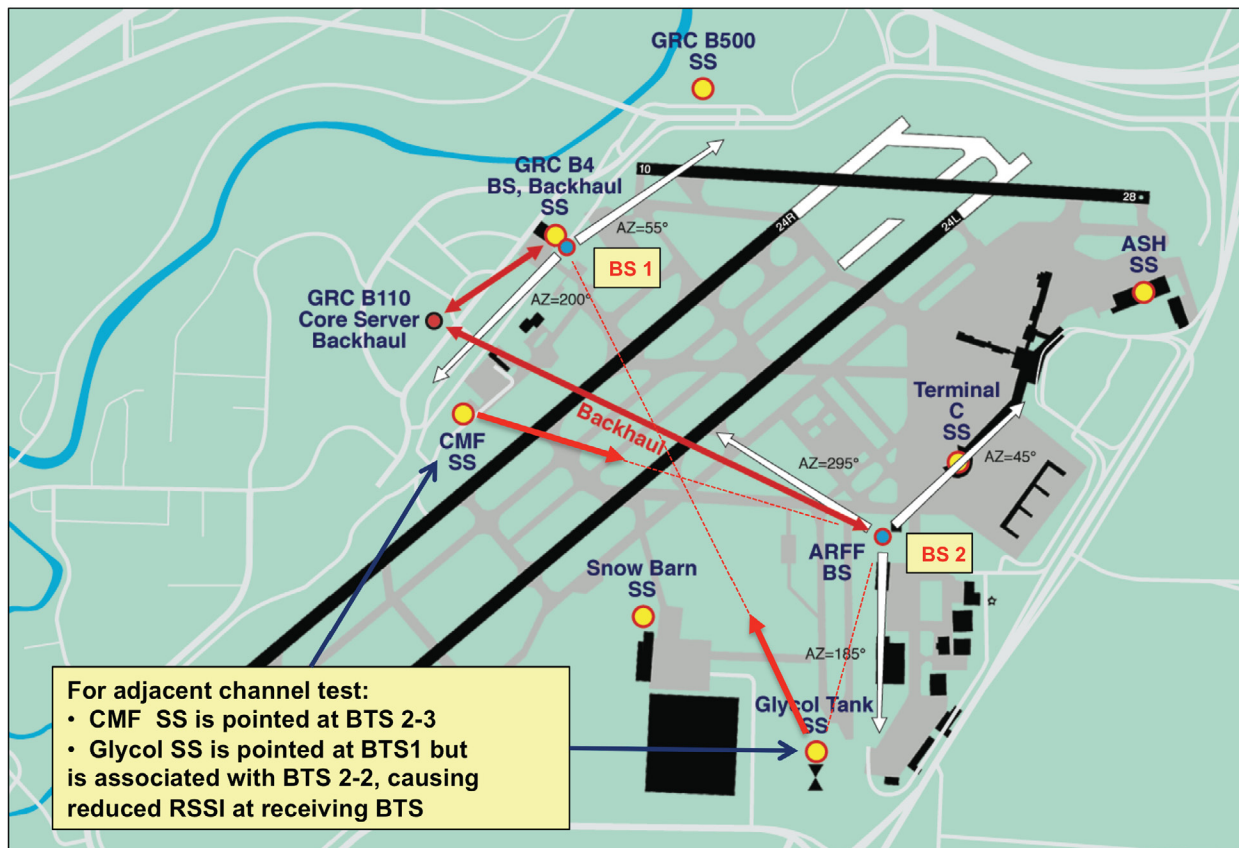 GRC B500
SS
GRC B4
BS, Backhaul
SS
10
28
24R
24L
AZ=55°
BS 1
ASH
SS
AZ=200°
GRC B110
Core Server
Backhaul
Terminal
C
SS
Backhaul
CMF
SS
AZ=295°
AZ=45°
ARFF
BS
BS 2
Snow Barn
SS
AZ=185°
Glycol Tank
SS
For adjacent channel test:
• CMF SS is pointed at BTS 2-3
• Glycol SS is pointed at BTS1 but
is associated with BTS 2-2, causing
reduced RSSI at receiving BTS